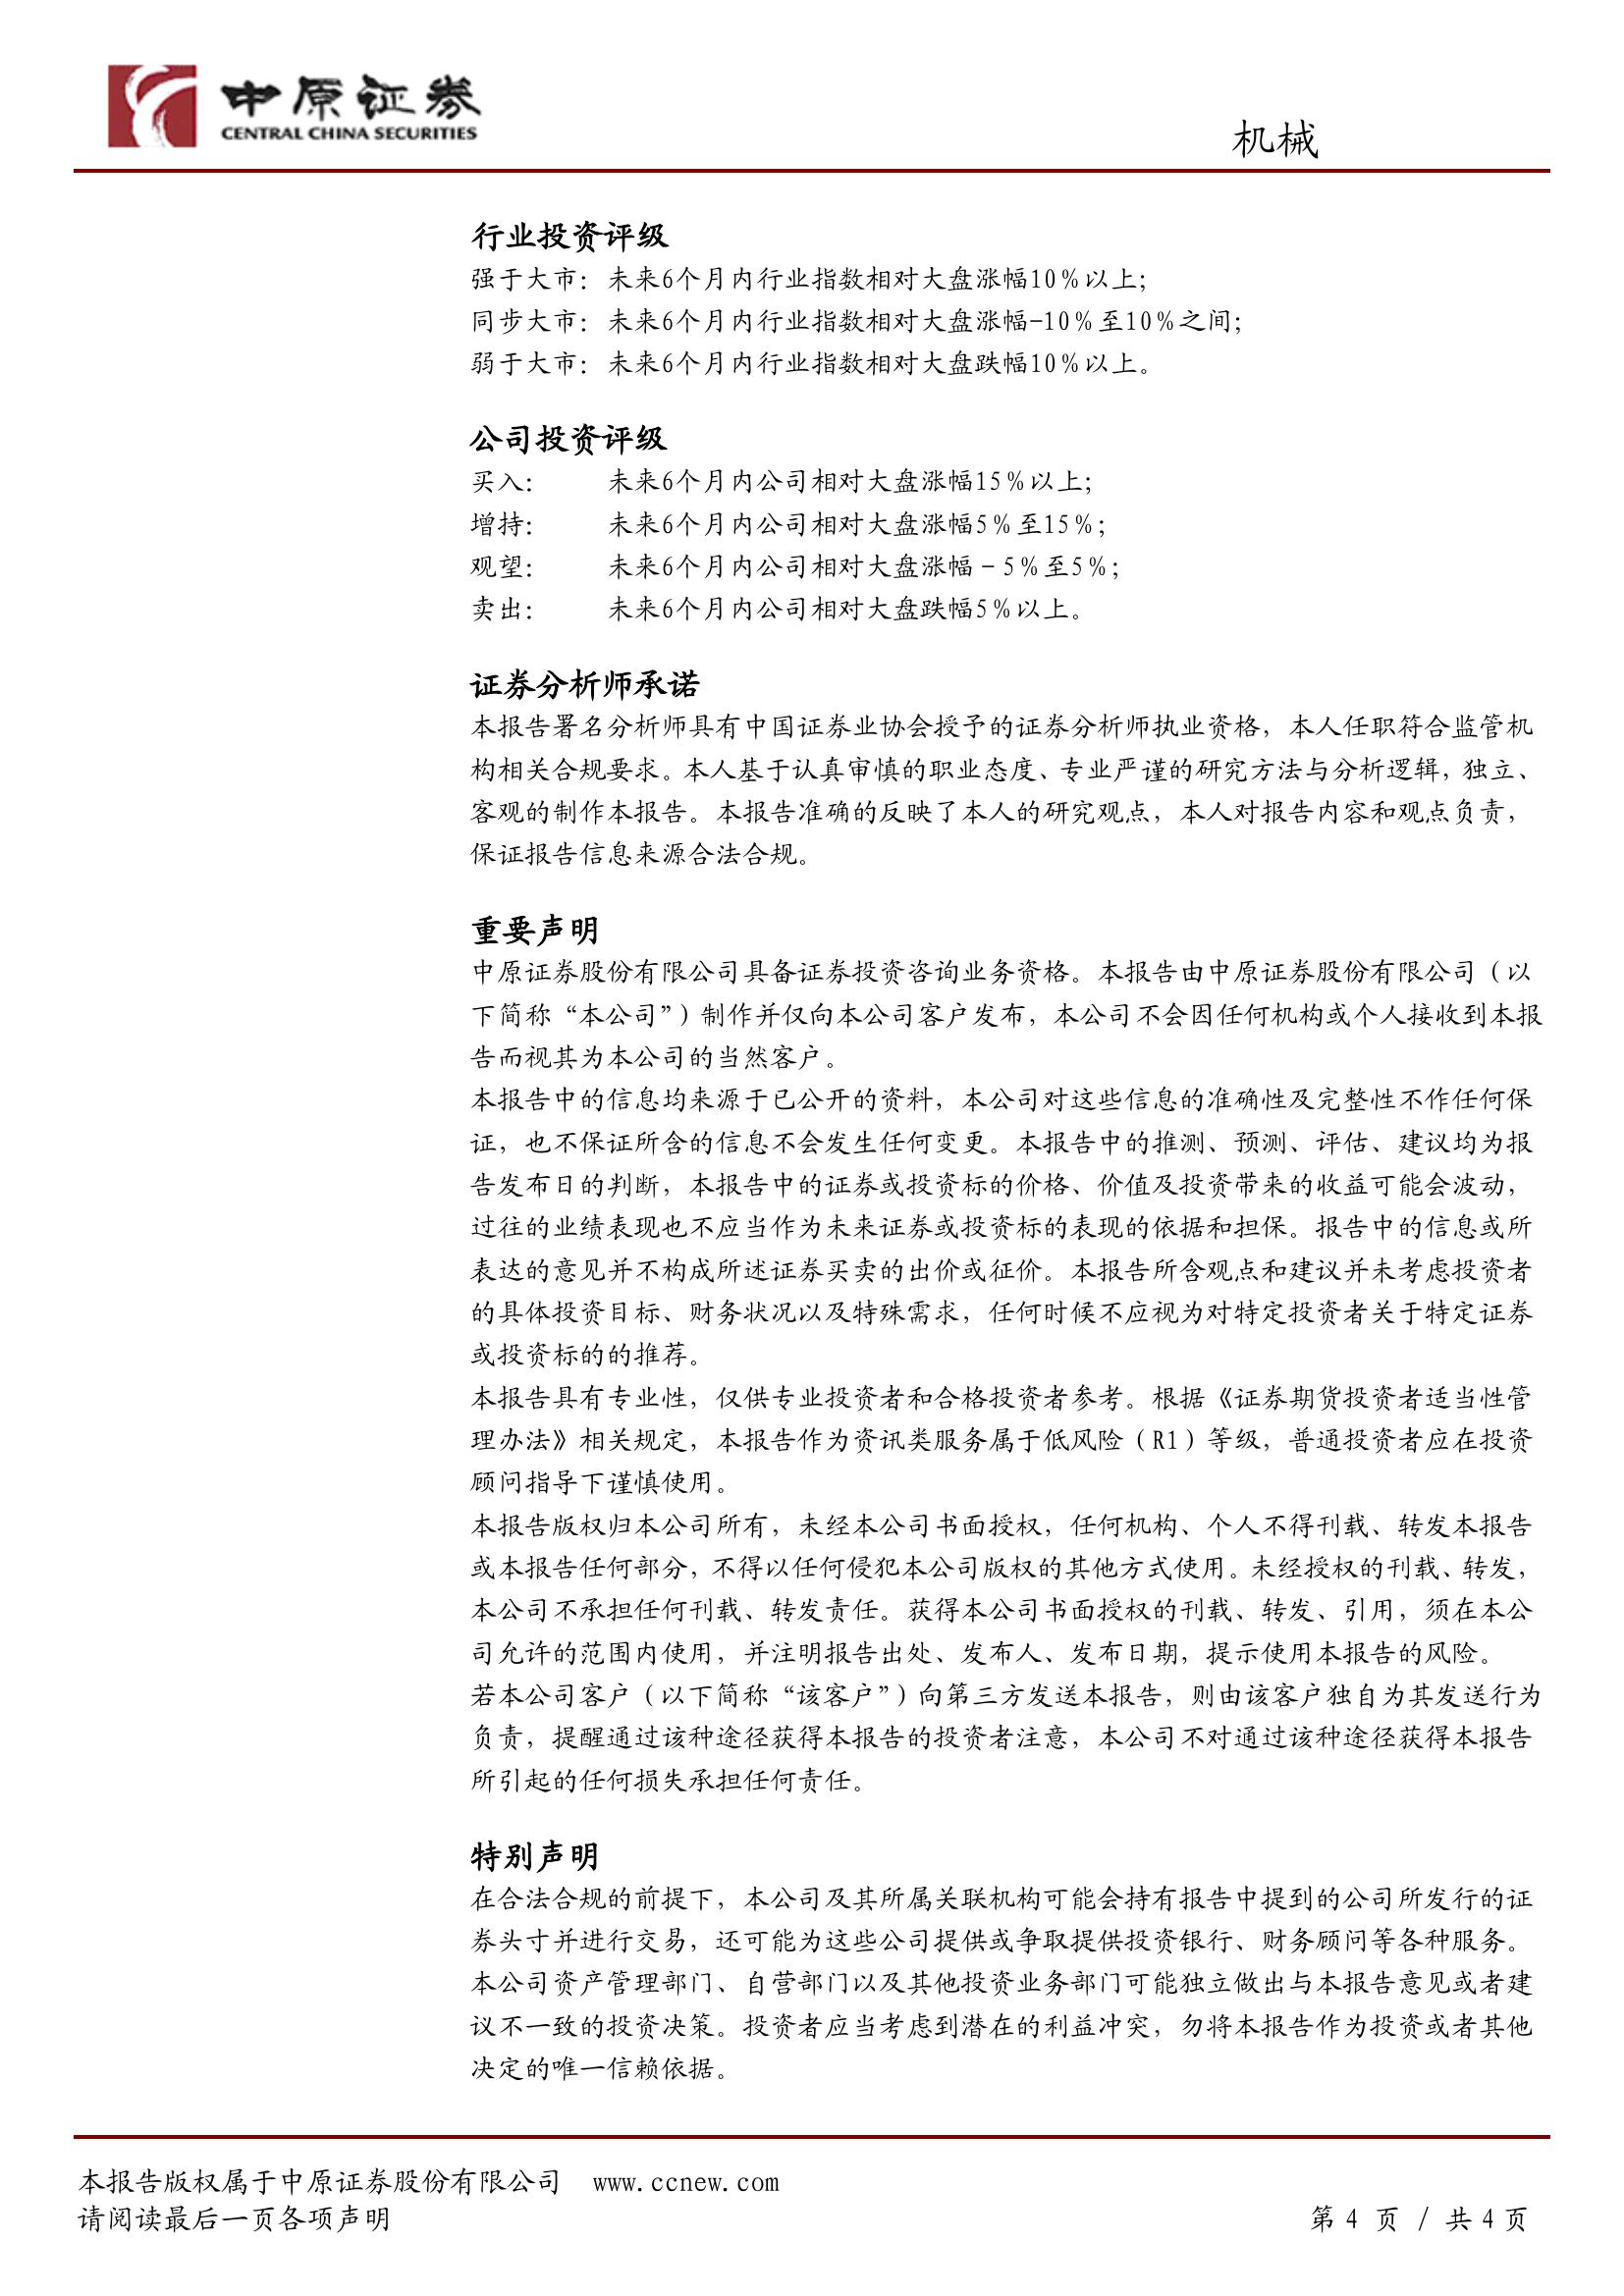 中原证券
CENTRAL CHINA SECURITIES
机械
行业投资评级
强于大市：未来6个月内行业指数相对大盘涨幅10％以上；
同步大市：未来6个月内行业指数相对大盘涨幅-10％至10％之间；
弱于大市：未来6个月内行业指数相对大盘跌幅10％以上。
公司投资评级
买入： 未来6个月内公司相对大盘涨幅15％以上；
增持： 未来6个月内公司相对大盘涨幅5％至15％；
观望： 未来6个月内公司相对大盘涨幅－5％至5％；
卖出： 未来6个月内公司相对大盘跌幅5％以上。
证券分析师承诺
本报告署名分析师具有中国证券业协会授予的证券分析师执业资格，本人任职符合监管机
构相关合规要求。本人基于认真审慎的职业态度、专业严谨的研究方法与分析逻辑，独立、
客观的制作本报告。本报告准确的反映了本人的研究观点，本人对报告内容和观点负责，
保证报告信息来源合法合规。
重要声明
中原证券股份有限公司具备证券投资咨询业务资格。本报告由中原证券股份有限公司（以
下简称“本公司”）制作并仅向本公司客户发布，本公司不会因任何机构或个人接收到本报
告而视其为本公司的当然客户。
本报告中的信息均来源于已公开的资料，本公司对这些信息的准确性及完整性不作任何保
证，也不保证所含的信息不会发生任何变更。本报告中的推测、预测、评估、建议均为报
告发布日的判断，本报告中的证券或投资标的价格、价值及投资带来的收益可能会波动，
过往的业绩表现也不应当作为未来证券或投资标的表现的依据和担保。报告中的信息或所
表达的意见并不构成所述证券买卖的出价或征价。本报告所含观点和建议并未考虑投资者
的具体投资目标、财务状况以及特殊需求，任何时候不应视为对特定投资者关于特定证券
或投资标的的推荐。
本报告具有专业性，仅供专业投资者和合格投资者参考。根据《证券期货投资者适当性管
理办法》相关规定，本报告作为资讯类服务属于低风险（R1）等级，普通投资者应在投资
顾问指导下谨慎使用。
本报告版权归本公司所有，未经本公司书面授权，任何机构、个人不得刊载、转发本报告
或本报告任何部分，不得以任何侵犯本公司版权的其他方式使用。未经授权的刊载、转发，
本公司不承担任何刊载、转发责任。获得本公司书面授权的刊载、转发、引用，须在本公
司允许的范围内使用，并注明报告出处、发布人、发布日期，提示使用本报告的风险。
若本公司客户（以下简称“该客户”）向第三方发送本报告，则由该客户独自为其发送行为
负责，提醒通过该种途径获得本报告的投资者注意，本公司不对通过该种途径获得本报告
所引起的任何损失承担任何责任。
特别声明
在合法合规的前提下，本公司及其所属关联机构可能会持有报告中提到的公司所发行的证
券头寸并进行交易，还可能为这些公司提供或争取提供投资银行、财务顾问等各种服务。
本公司资产管理部门、自营部门以及其他投资业务部门可能独立做出与本报告意见或者建
议不一致的投资决策。投资者应当考虑到潜在的利益冲突，勿将本报告作为投资或者其他
决定的唯一信赖依据。
本报告版权属于中原证券股份有限公司 www.ccnew.com
请阅读最后一页各项声明 第 4 页 / 共 4 页